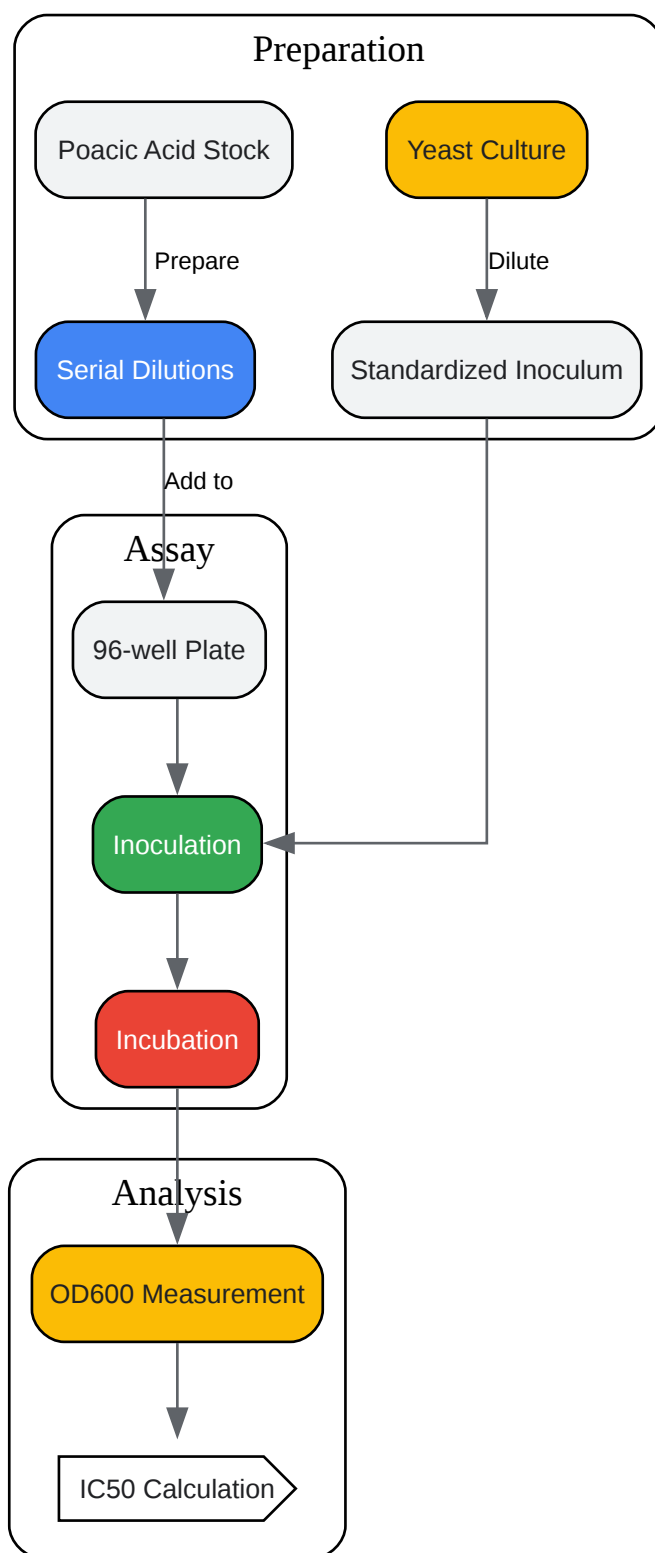 Preparation
Poacic Acid Stock
Yeast Culture
Prepare
Dilute
Serial Dilutions
Standardized Inoculum
Add to
Assay
96-well Plate
Inoculation
Incubation
Analysis
OD600 Measurement
IC50 Calculation